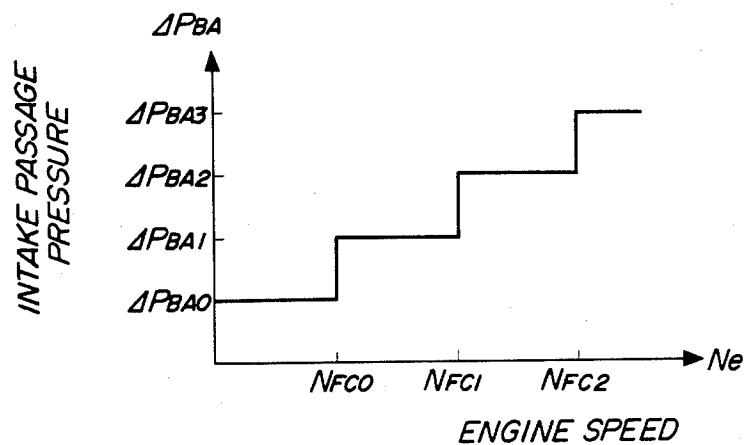 ΔPBA
INTAKE PASSAGE
PRESSURE
ΔPBA3
ΔPBA2
ΔPBA1
ΔPBA0
NFC0
NFC1
NFC2
Ne
ENGINE SPEED